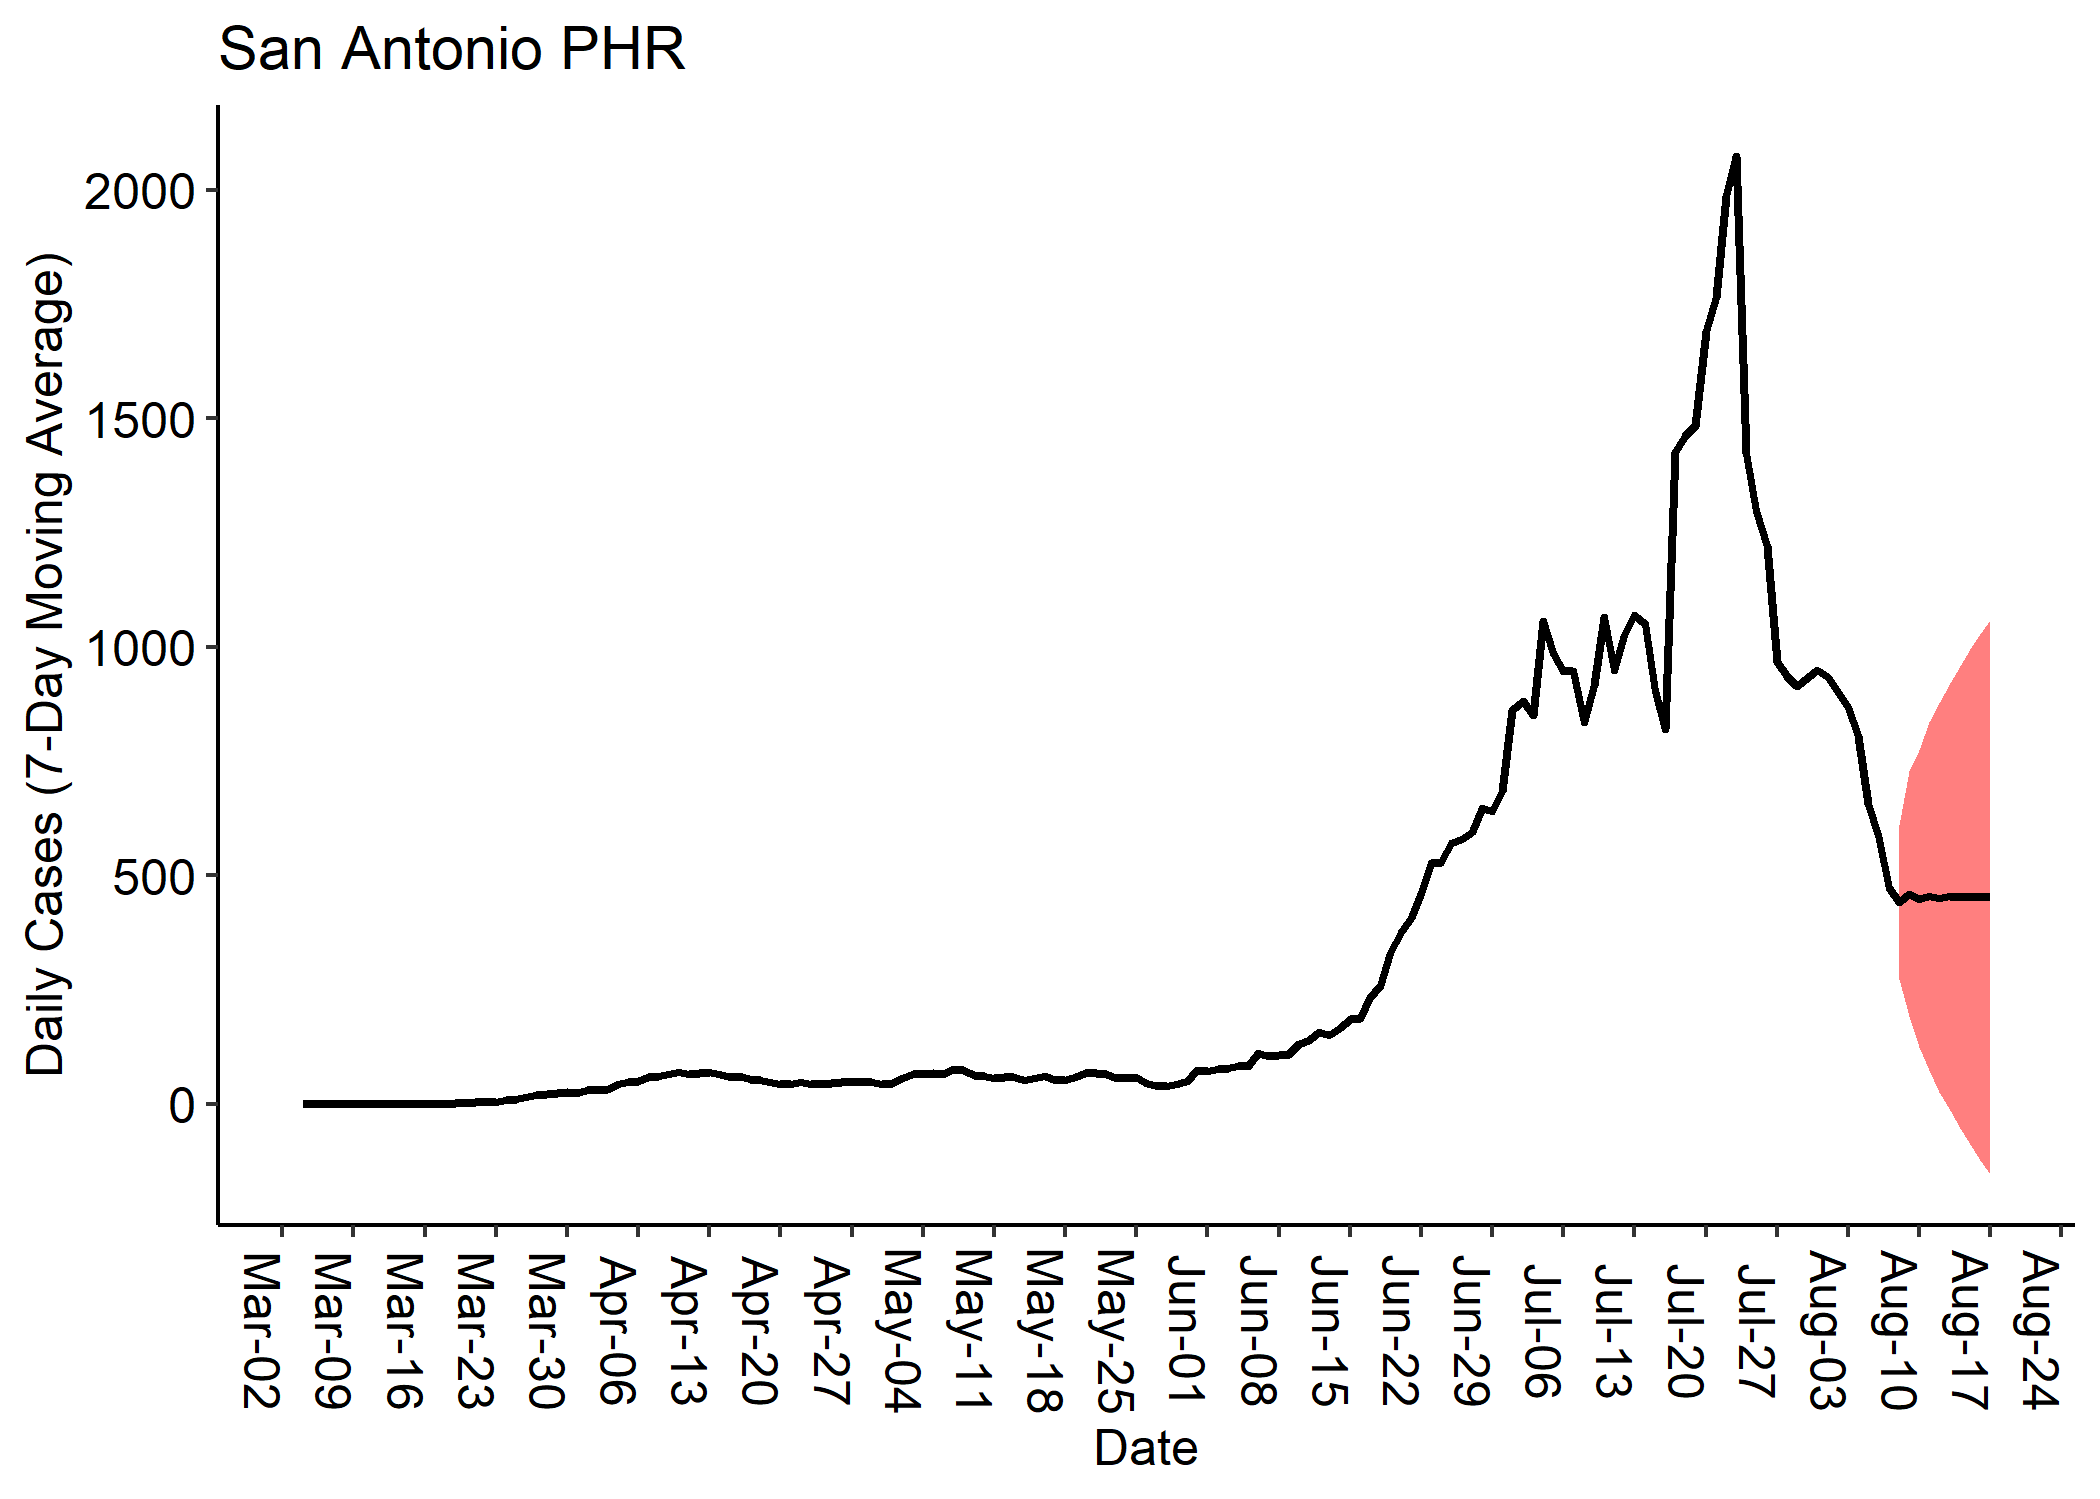 San Antonio PHR
Daily Cases (7-Day Moving Average)
2000
1500
1000
500
0
Mar-02
Mar-09
Mar-16
Mar-23
Mar-30
Apr-06
Apr-13
Apr-20
Apr-27
May-04
May-11
May-18
May-25
Jun-01
Jun-08
Jun-15
Jun-22
Jun-29
Jul-06
Jul-13
Jul-20
Jul-27
Aug-03
Aug-10
Aug-17
Aug-24
Date